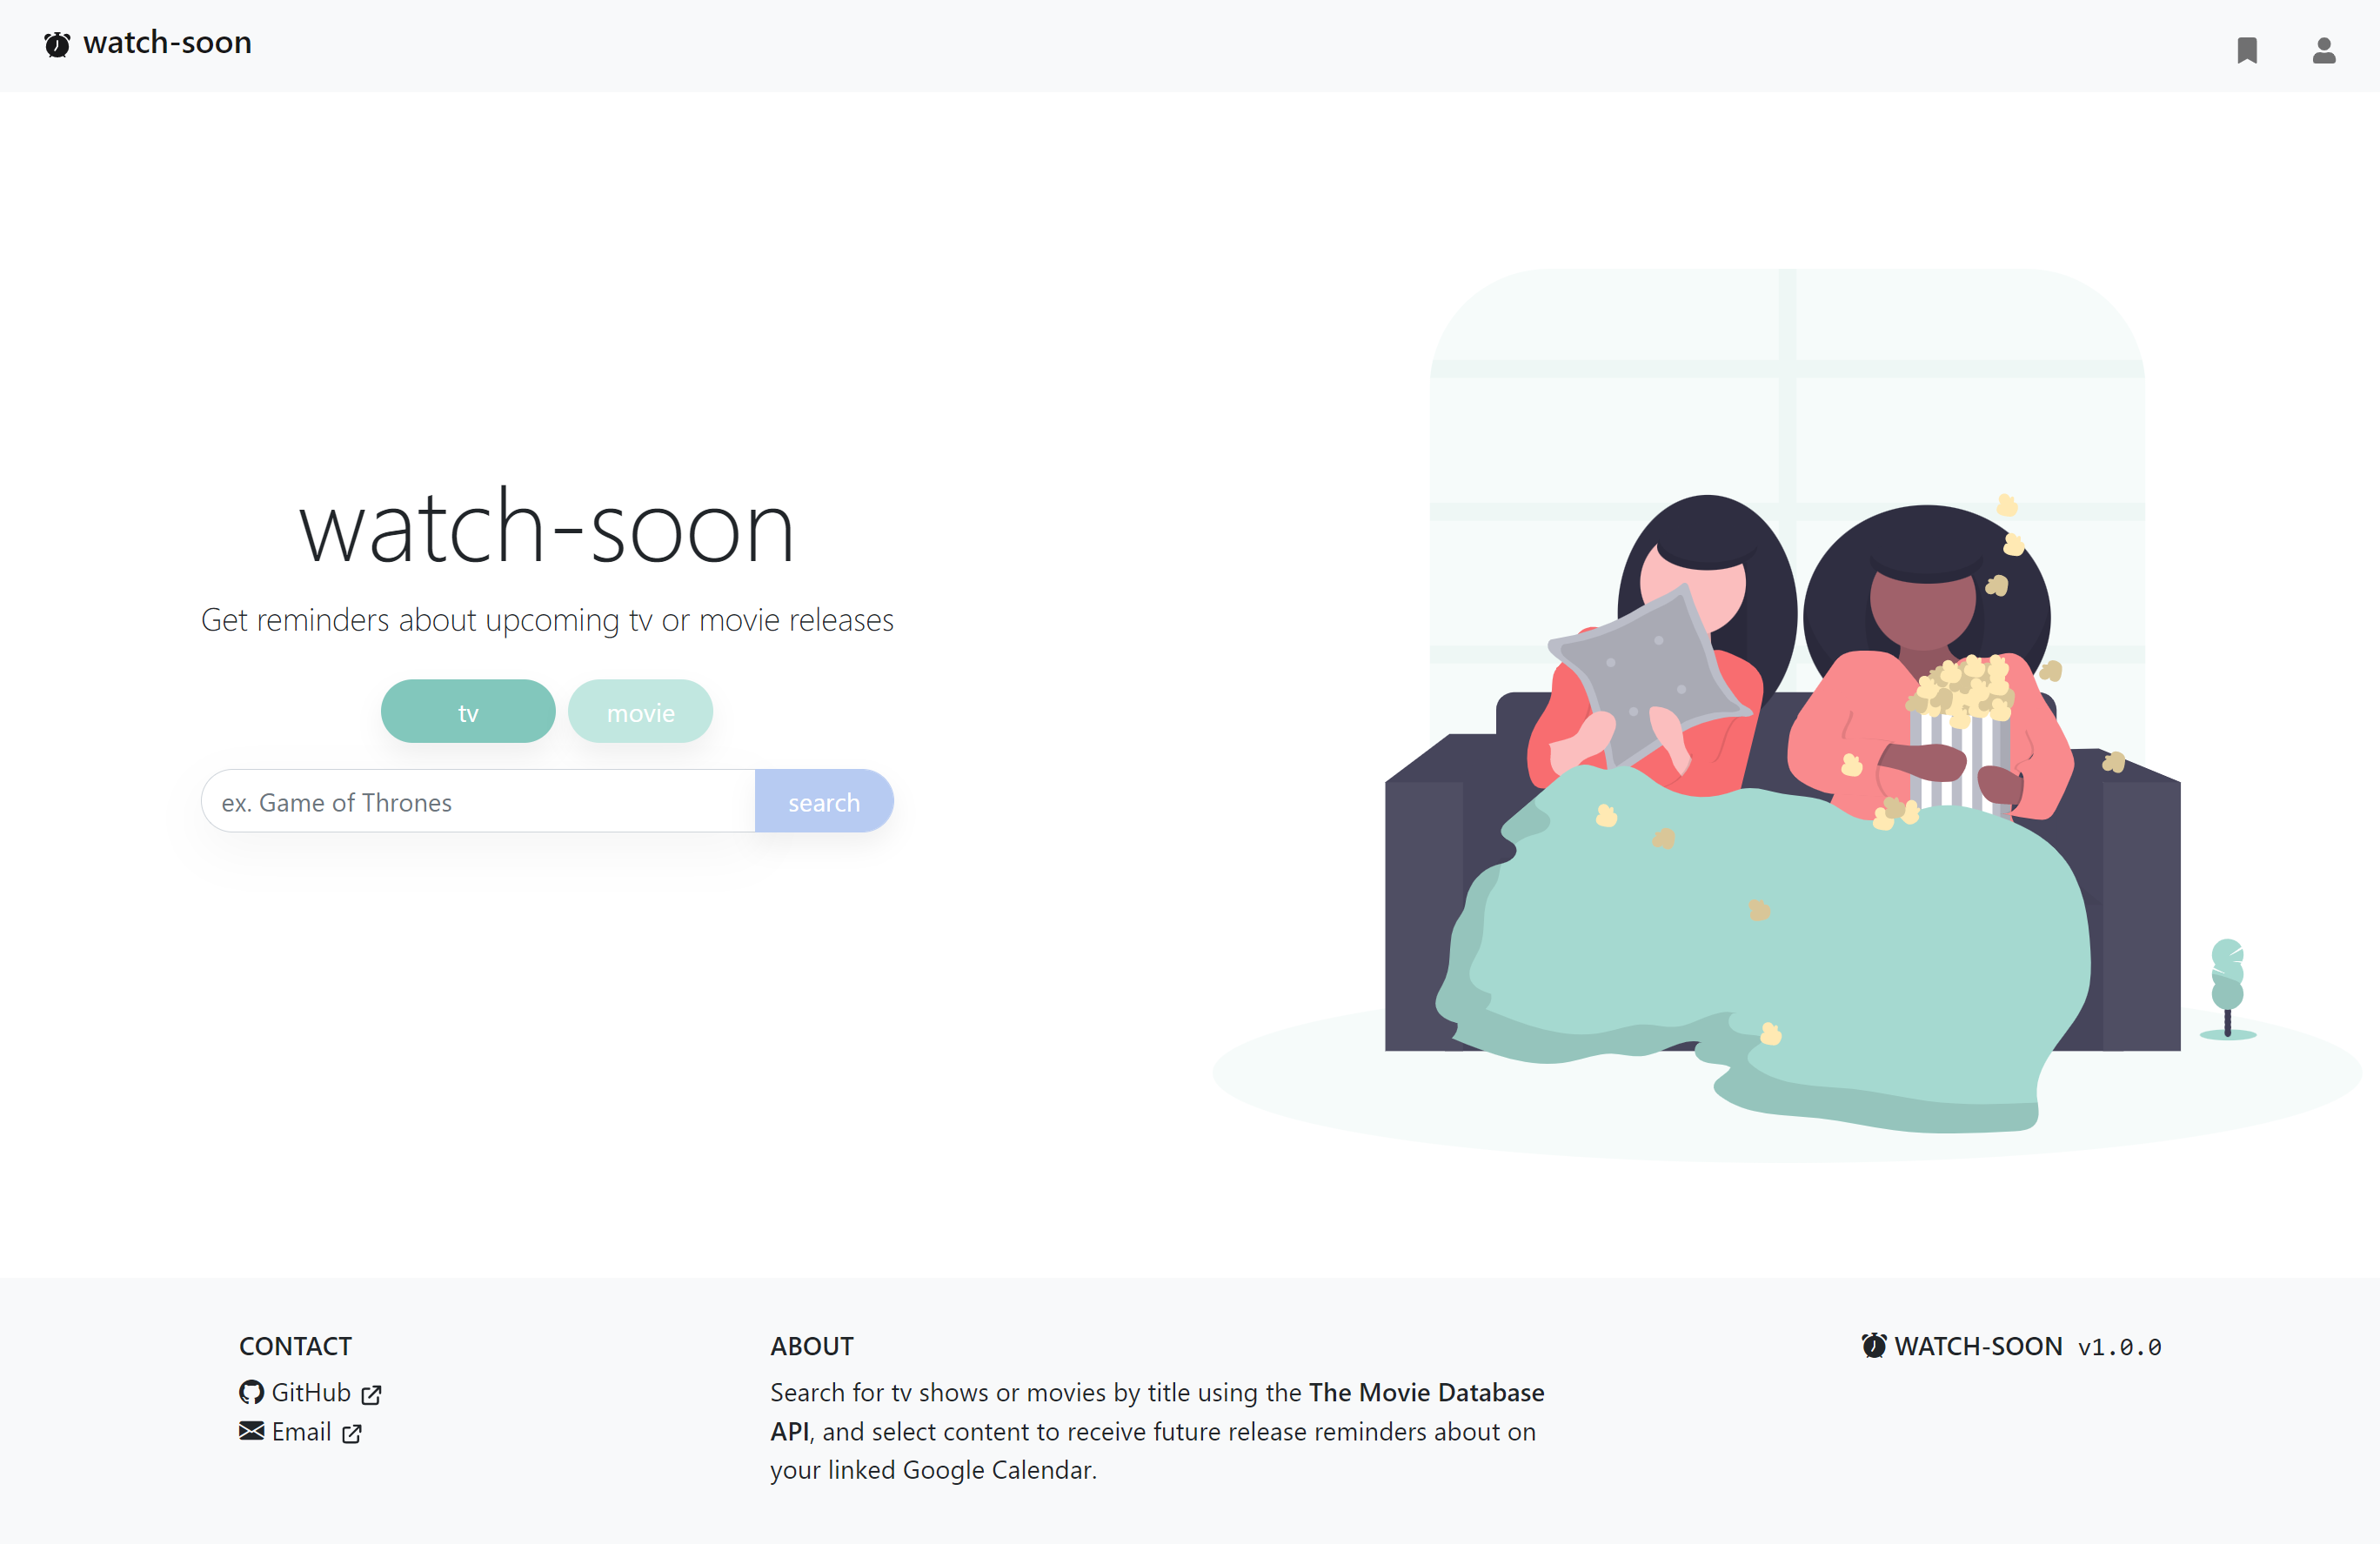 watch-soon
watch-soon
Get reminders about upcoming tv or movie releases
tv movie
ex. Game of Thrones search
CONTACT
GitHub
Email
ABOUT
Search for tv shows or movies by title using the The Movie Database
API, and select content to receive future release reminders about on
your linked Google Calendar.
WATCH-SOON v1.0.0